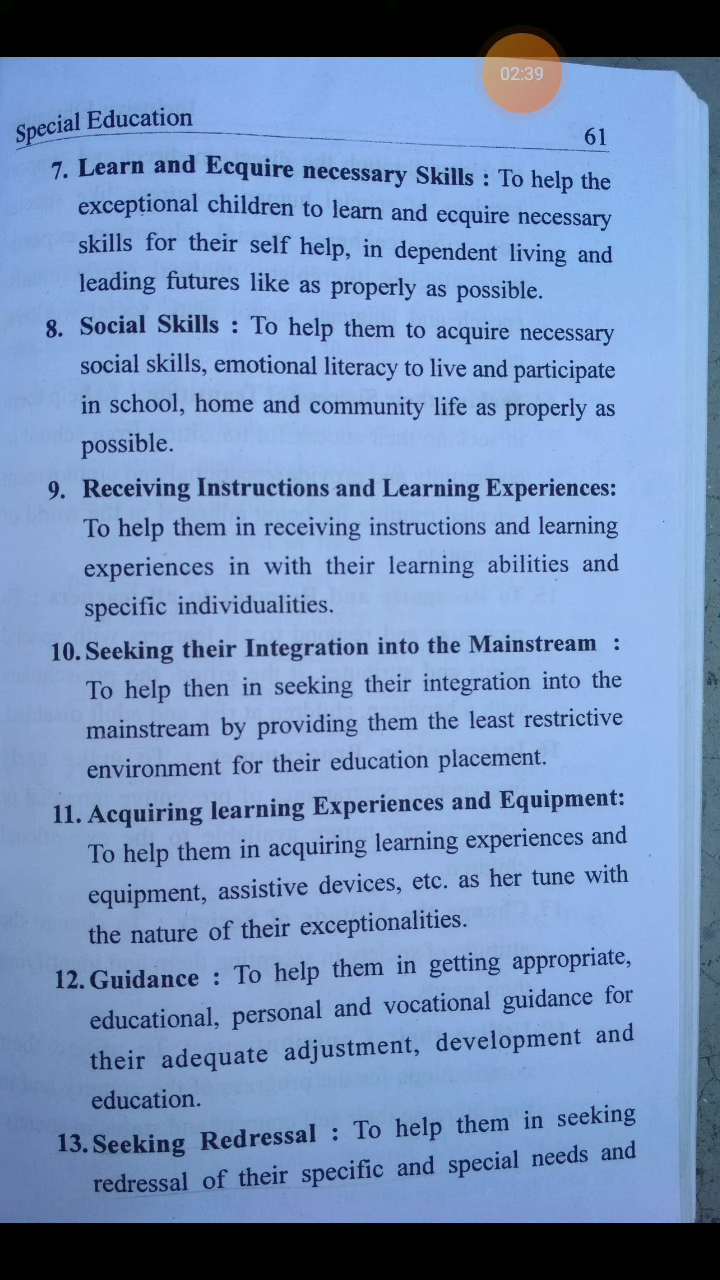 02:39
Special Education
61
7. Learn and Ecquire necessary Skills : To help the
exceptional children to learn and ecquire necessary
skills for their self help, in dependent living and
leading futures like as properly as possible.
8. Social Skills : To help them to acquire necessary
social skills, emotional literacy to live and participate
in school, home and community life as properly as
possible.
9. Receiving Instructions and Learning Experiences:
To help them in receiving instructions and learning
experiences in with their learning abilities and
specific individualities.
10. Seeking their Integration into the Mainstream :
To help then in seeking their integration into the
mainstream by providing them the least restrictive
environment for their education placement.
11. Acquiring learning Experiences and Equipment:
To help them in acquiring learning experiences and
equipment, assistive devices, etc. as her tune with
the nature of their exceptionalities.
12. Guidance : To help them in getting appropriate,
educational, personal and vocational guidance for
their adequate adjustment, development and
education.
13. Seeking Redressal : To help them in seeking
redressal of their specific and special needs and